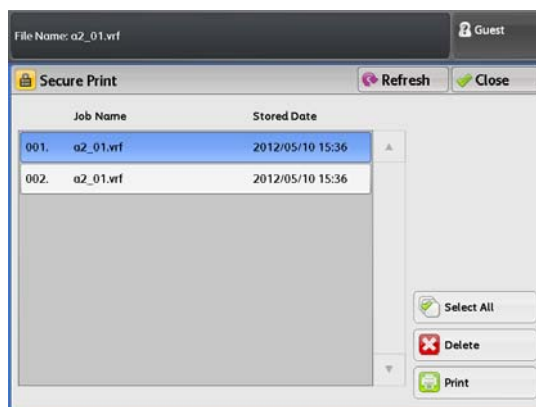 File Name: a2_01.vrf
Guest
Secure Print
Refresh
Close
Job Name Stored Date
001. a2_01.vrf 2012/05/10 15:36
002. a2_01.vrf 2012/05/10 15:36
Select All
Delete
Print